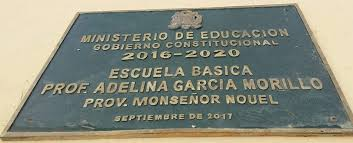 MINISTERIO DE EDUCACION
GOBIERNO CONSTITUCIONAL
2016-2020
ESCUELA BASICA
PROF. ADELINA GARCIA MORILLO
PROV. MONSEÑOR NOUEL
SEPTIEMBRE DE 2017